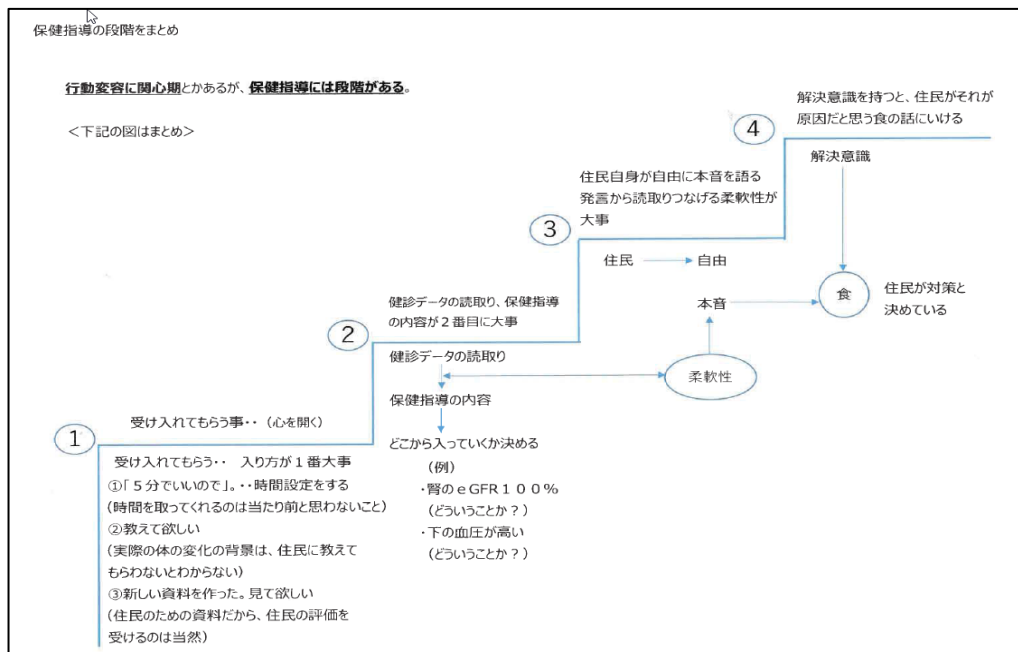 保健指導の段階をまとめ
行動変容に関心期とかあるが、保健指導には段階がある。
＜下記の図はまとめ＞
④
解決意識を持つと、住民がそれが
原因だと思う食の話にいける
解決意識
食
住民が対策と
決めている
③
住民自身が自由に本音を語る
発言から読取りつなげる柔軟性が
大事
住民
自由
本音
柔軟性
②
健診データの読取り、保健指導
の内容が２番目に大事
健診データの読取り
保健指導の内容
どこから入っていくか決める
（例）
・腎のｅＧＦＲ１００％
（どういうことか？）
・下の血圧が高い
（どういうことか？）
①
受け入れてもらう事・・（心を開く）
受け入れてもらう・・　入り方が１番大事
①「５分でいいので」。・・時間設定をする
（時間を取ってくれるのは当たり前と思わないこと）
②教えて欲しい
（実際の体の変化の背景は、住民に教えて
もらわないとわからない）
③新しい資料を作った。見て欲しい
（住民のための資料だから、住民の評価を
受けるのは当然）